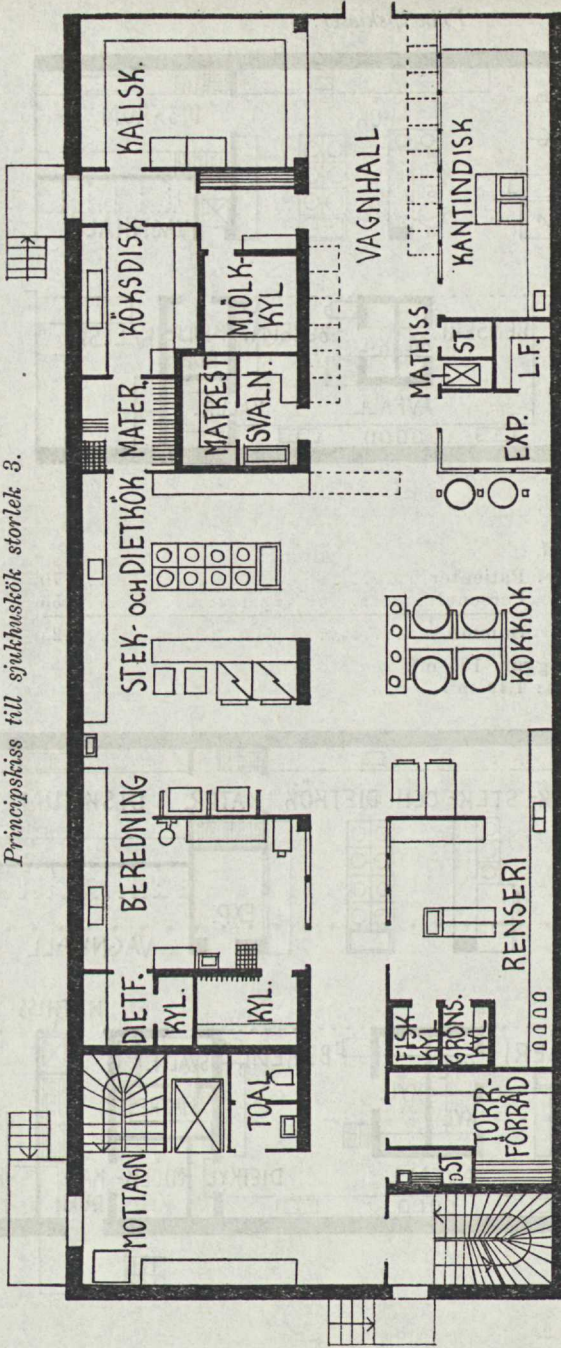 Principskiss till sjukhuskök storlek 3.
MOTTAGN
DIETF.
BEREDNING
STEK- och DIETKÖK
MATER.
KÖKSDISK
KALLSK.
KYL.
KYL.
TOAL
MATREST
SVALN.
MJÖLK-
KYL
VAGNHALL
MATHISS
KANTINDISK
ST.
L.F.
EXP.
KOKKÖK
RENSERI
FISK
KYL
GRÖNS.
KYL
ST.
ÖPP.
FÖRRÅD